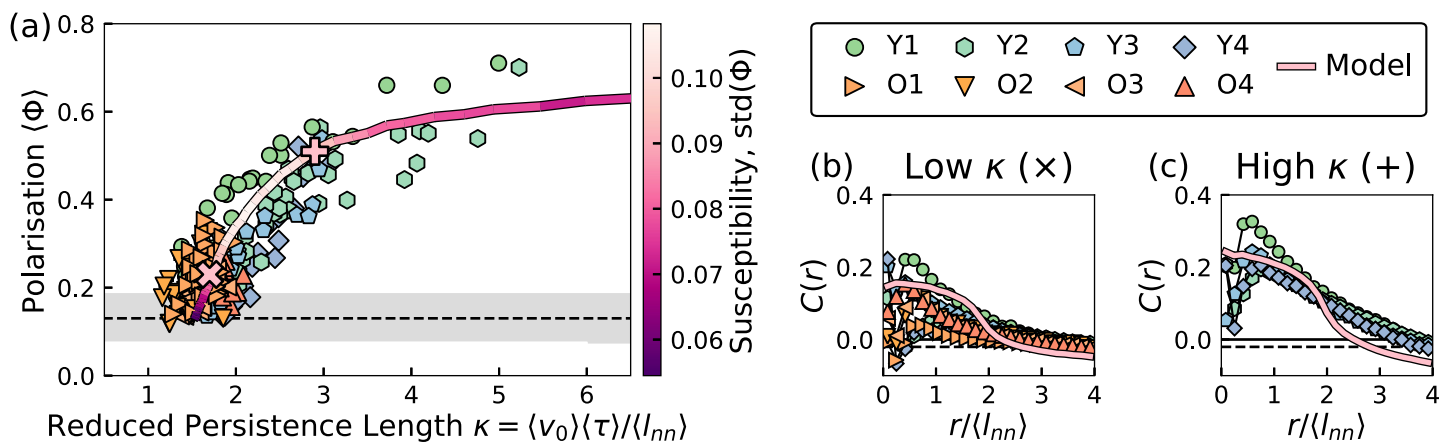 (a)
0.8
0.6
0.4
0.2
0.0
Polarisation ⟨Φ⟩
1 2 3 4 5 6
Reduced Persistence Length κ = ⟨v₀⟩⟨τ⟩/⟨lₙₙ⟩
0.10
0.09
0.08
0.07
0.06
Susceptibility, std(Φ)
Y1 Y2 Y3 Y4
O1 O2 O3 O4 Model
(b) Low κ (×)
0.4
0.2
0.0
C(r)
0 1 2 3 4
r/⟨lₙₙ⟩
(c) High κ (+)
0.4
0.2
0.0
C(r)
0 1 2 3 4
r/⟨lₙₙ⟩